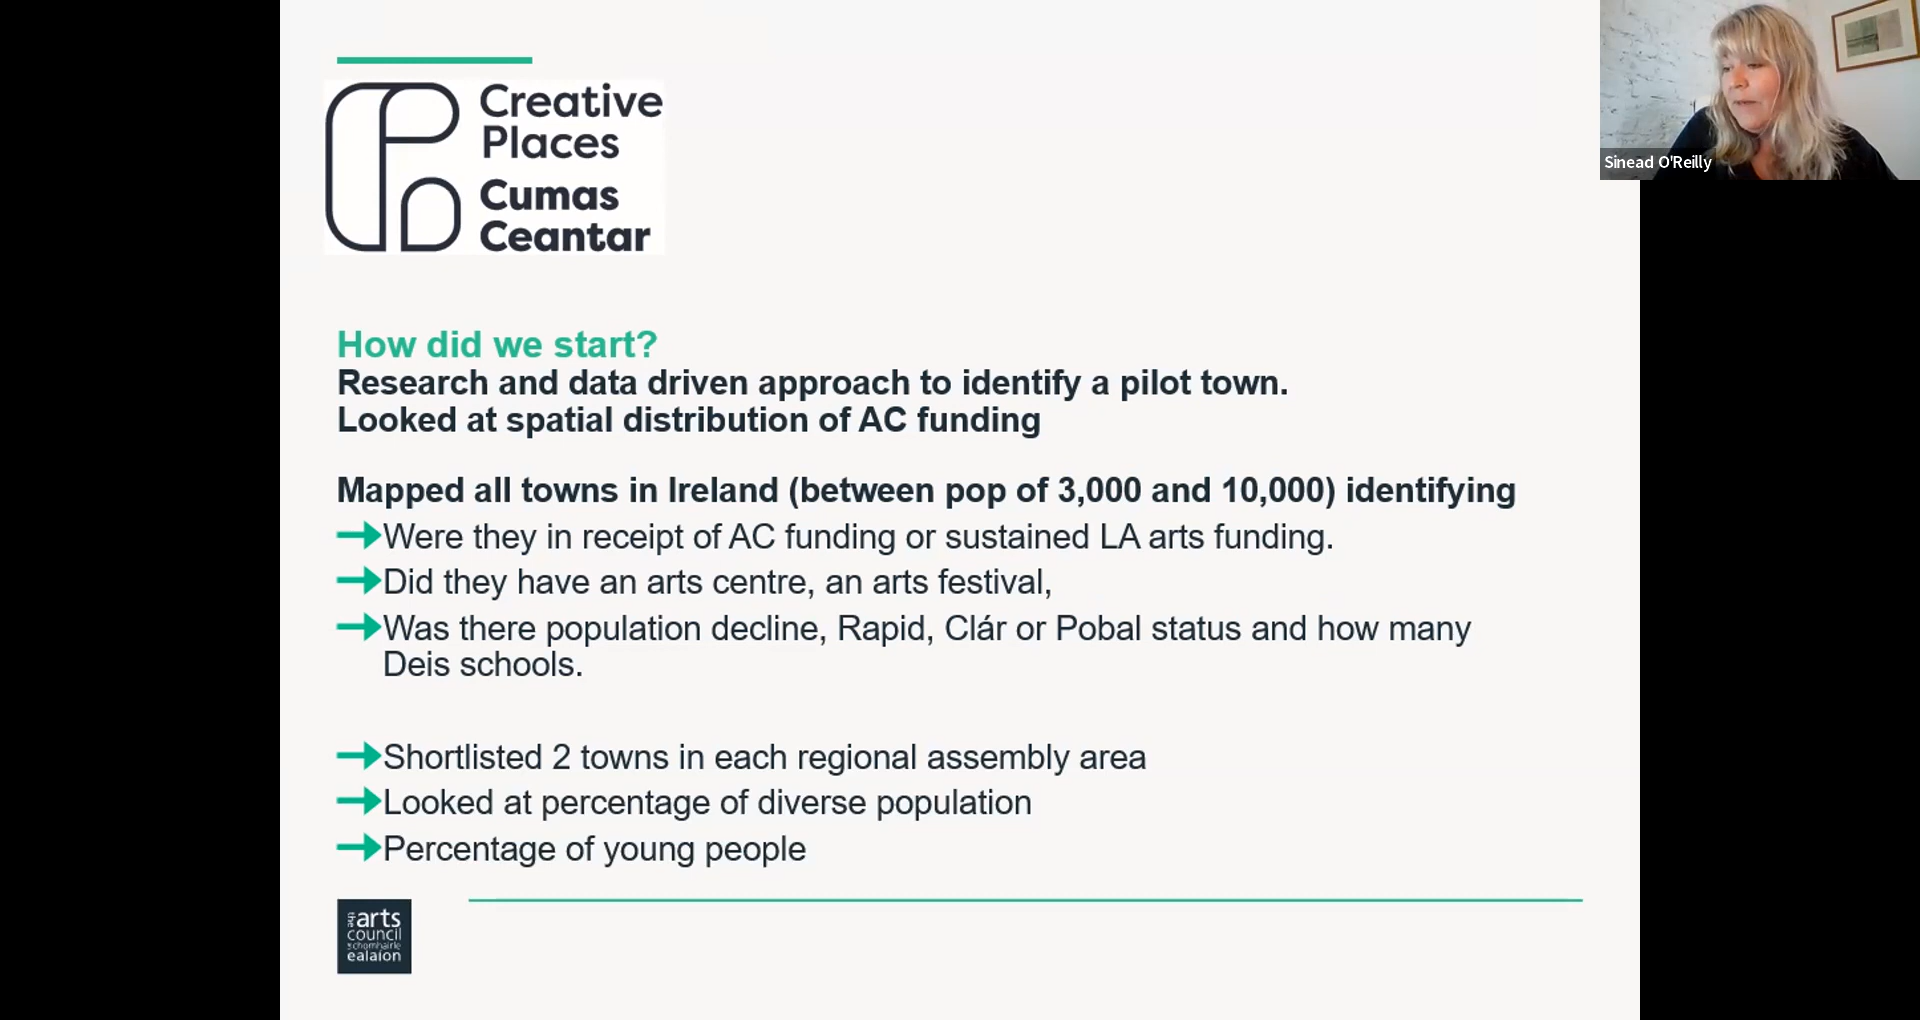 Creative
Places
Cumas
Ceantar
Sinead O'Reilly
How did we start?
Research and data driven approach to identify a pilot town.
Looked at spatial distribution of AC funding
Mapped all towns in Ireland (between pop of 3,000 and 10,000) identifying
Were they in receipt of AC funding or sustained LA arts funding.
Did they have an arts centre, an arts festival,
Was there population decline, Rapid, Clár or Pobal status and how many
Deis schools.
Shortlisted 2 towns in each regional assembly area
Looked at percentage of diverse population
Percentage of young people
the arts
council
chomhairle
ealaíon